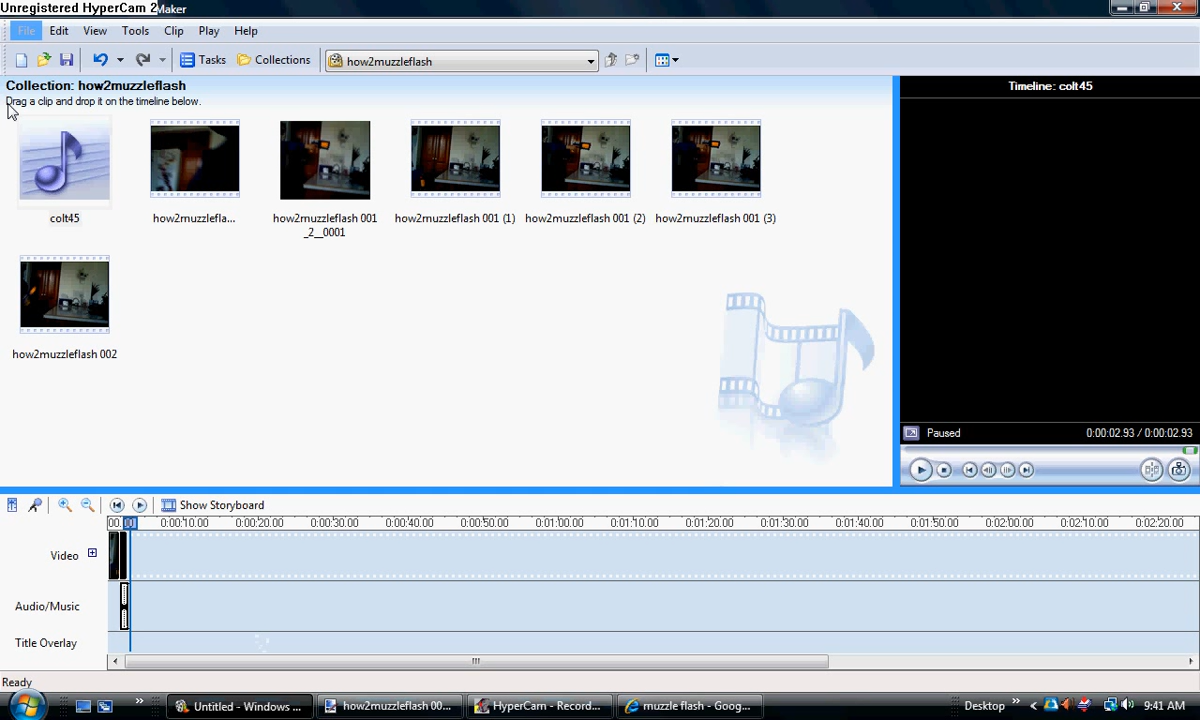 Unregistered HyperCam 2Maker
File Edit View Tools Clip Play Help
Tasks Collections how2muzzleflash
Collection: how2muzzleflash
Drag a clip and drop it on the timeline below.
Timeline: colt45
colt45
how2muzzlefla...
how2muzzleflash 001
_2__0001
how2muzzleflash 001 (1)
how2muzzleflash 001 (2)
how2muzzleflash 001 (3)
how2muzzleflash 002
Paused 0:00:02.93 / 0:00:02.93
Show Storyboard
00. 00 0:00:10.00 0:00:20.00 0:00:30.00 0:00:40.00 0:00:50.00 0:01:00.00 0:01:10.00 0:01:20.00 0:01:30.00 0:01:40.00 0:01:50.00 0:02:00.00 0:02:10.00 0:02:20.00
Video
Audio/Music
Title Overlay
Ready
Untitled - Windows ... how2muzzleflash 00... HyperCam - Record... muzzle flash - Goog... Desktop 9:41 AM